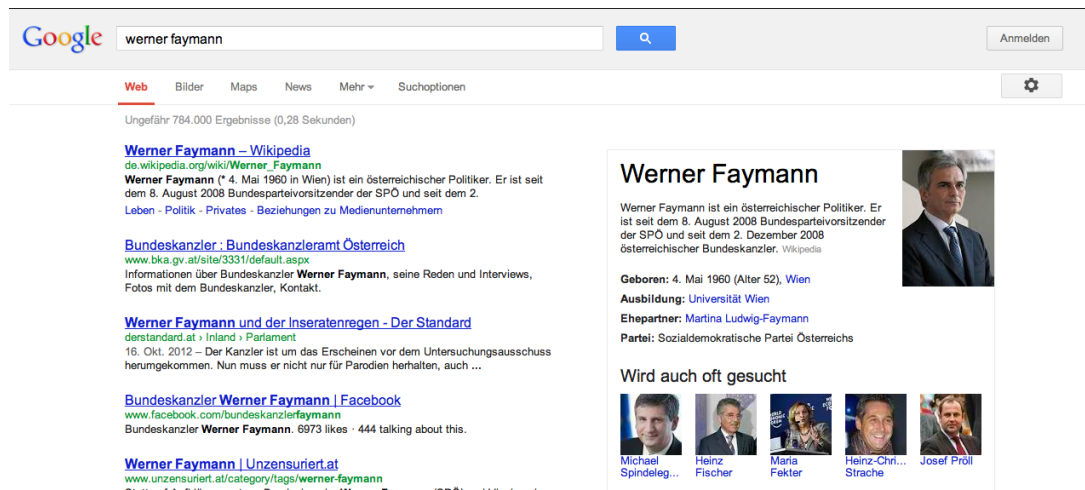 Google
werner faymann
Anmelden
Web Bilder Maps News Mehr Suchoptionen
Ungefähr 784.000 Ergebnisse (0,28 Sekunden)
Werner Faymann – Wikipedia
de.wikipedia.org/wiki/Werner_Faymann
Werner Faymann (* 4. Mai 1960 in Wien) ist ein österreichischer Politiker. Er ist seit
dem 8. August 2008 Bundesparteivorsitzender der SPÖ und seit dem 2.
Leben - Politik - Privates - Beziehungen zu Medienunternehmern
Bundeskanzler : Bundeskanzleramt Österreich
www.bka.gv.at/site/3331/default.aspx
Informationen über Bundeskanzler Werner Faymann, seine Reden und Interviews,
Fotos mit dem Bundeskanzler, Kontakt.
Werner Faymann und der Inseratenregen - Der Standard
derstandard.at › Inland › Parlament
16. Okt. 2012 – Der Kanzler ist um das Erscheinen vor dem Untersuchungsausschuss
herumgekommen. Nun muss er nicht nur für Parodien herhalten, auch ...
Bundeskanzler Werner Faymann | Facebook
www.facebook.com/bundeskanzlerfaymann
Bundeskanzler Werner Faymann. 6973 likes · 444 talking about this.
Werner Faymann | Unzensuriert.at
www.unzensuriert.at/category/tags/werner-faymann
Werner Faymann
Werner Faymann ist ein österreichischer Politiker. Er
ist seit dem 8. August 2008 Bundesparteivorsitzender
der SPÖ und seit dem 2. Dezember 2008
österreichischer Bundeskanzler. Wikipedia
Geboren: 4. Mai 1960 (Alter 52), Wien
Ausbildung: Universität Wien
Ehepartner: Martina Ludwig-Faymann
Partei: Sozialdemokratische Partei Österreichs
Wird auch oft gesucht
Michael Spindeleg...
Heinz Fischer
Maria Fekter
Heinz-Chri... Strache
Josef Pröll